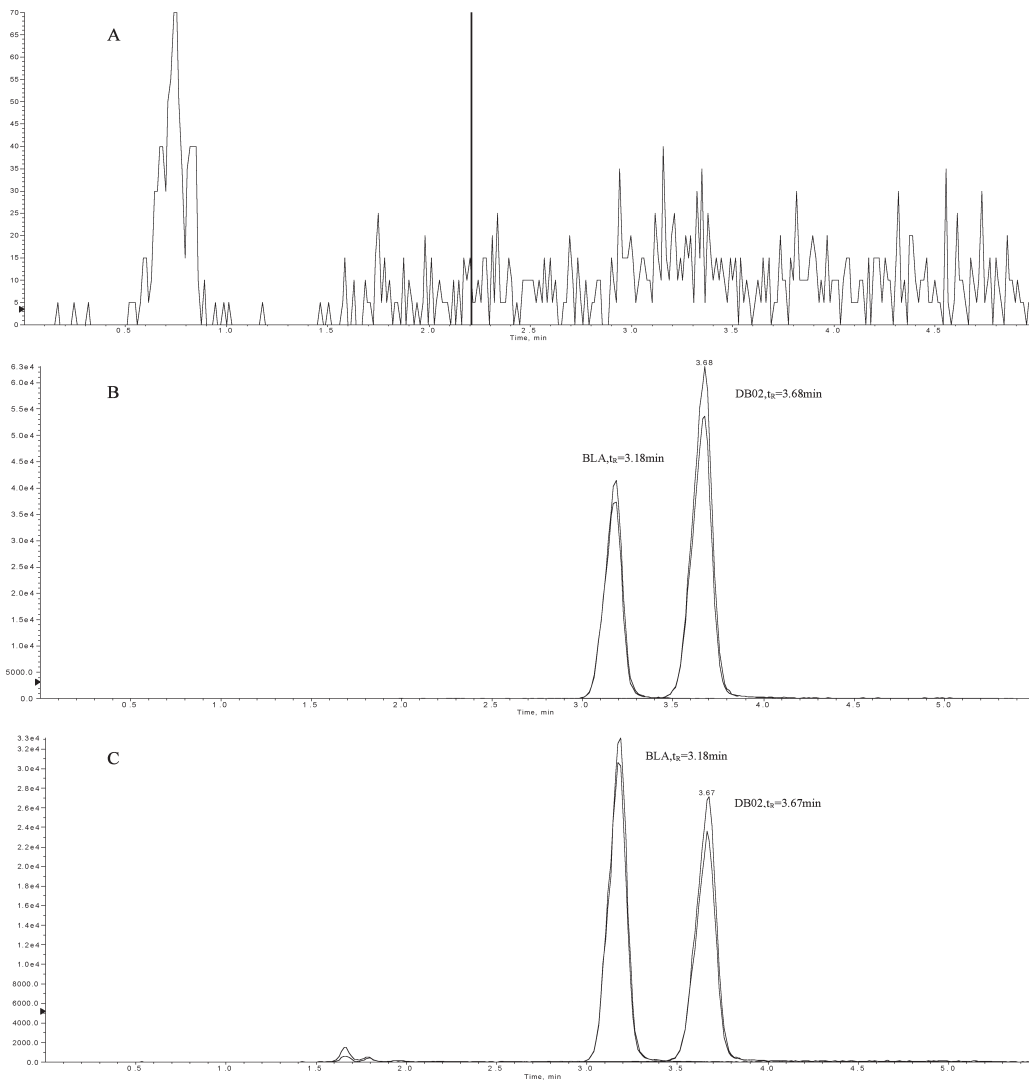 A
70
65
60
55
50
45
40
35
30
25
20
15
10
5
0
0.5 1.0 1.5 2.0 2.5 3.0 3.5 4.0 4.5
Time, min
B
6.3e4
6.0e4
5.5e4
5.0e4
4.5e4
4.0e4
3.5e4
3.0e4
2.5e4
2.0e4
1.5e4
1.0e4
5000.0
0.0
3.68
DB02,tR=3.68min
BLA,tR=3.18min
0.5 1.0 1.5 2.0 2.5 3.0 3.5 4.0 4.5 5.0
Time, min
C
3.3e4
3.2e4
3.0e4
2.8e4
2.6e4
2.4e4
2.2e4
2.0e4
1.8e4
1.6e4
1.4e4
1.2e4
1.0e4
8000.0
6000.0
4000.0
2000.0
0.0
BLA,tR=3.18min
3.67
DB02,tR=3.67min
0.5 1.0 1.5 2.0 2.5 3.0 3.5 4.0 4.5 5.0
Time, min